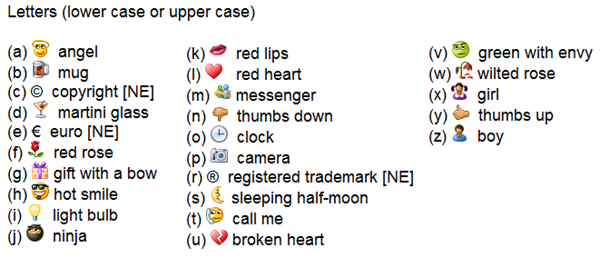 Letters (lower case or upper case)
(a) angel
(b) mug
(c) © copyright [NE]
(d) martini glass
(e) € euro [NE]
(f) red rose
(g) gift with a bow
(h) hot smile
(i) light bulb
(j) ninja
(k) red lips
(l) red heart
(m) messenger
(n) thumbs down
(o) clock
(p) camera
(r) ® registered trademark [NE]
(s) sleeping half-moon
(t) call me
(u) broken heart
(v) green with envy
(w) wilted rose
(x) girl
(y) thumbs up
(z) boy